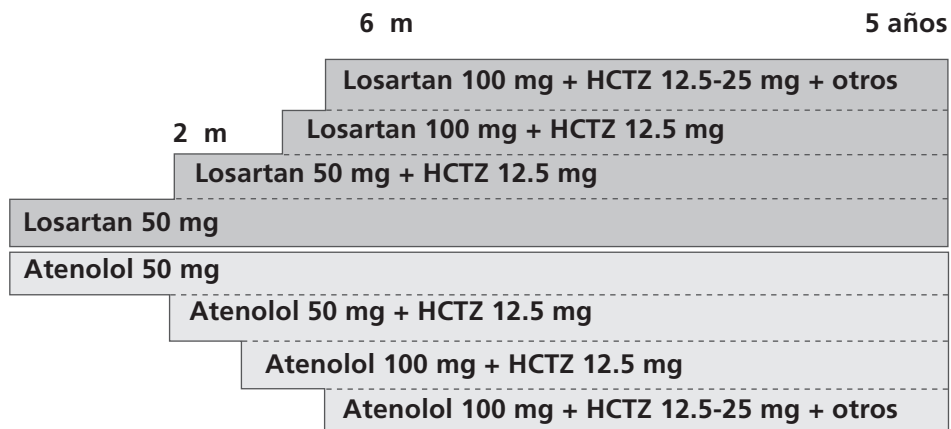 6 m 5 años
Losartan 100 mg + HCTZ 12.5-25 mg + otros
Losartan 100 mg + HCTZ 12.5 mg
2 m
Losartan 50 mg + HCTZ 12.5 mg
Losartan 50 mg
Atenolol 50 mg
Atenolol 50 mg + HCTZ 12.5 mg
Atenolol 100 mg + HCTZ 12.5 mg
Atenolol 100 mg + HCTZ 12.5-25 mg + otros